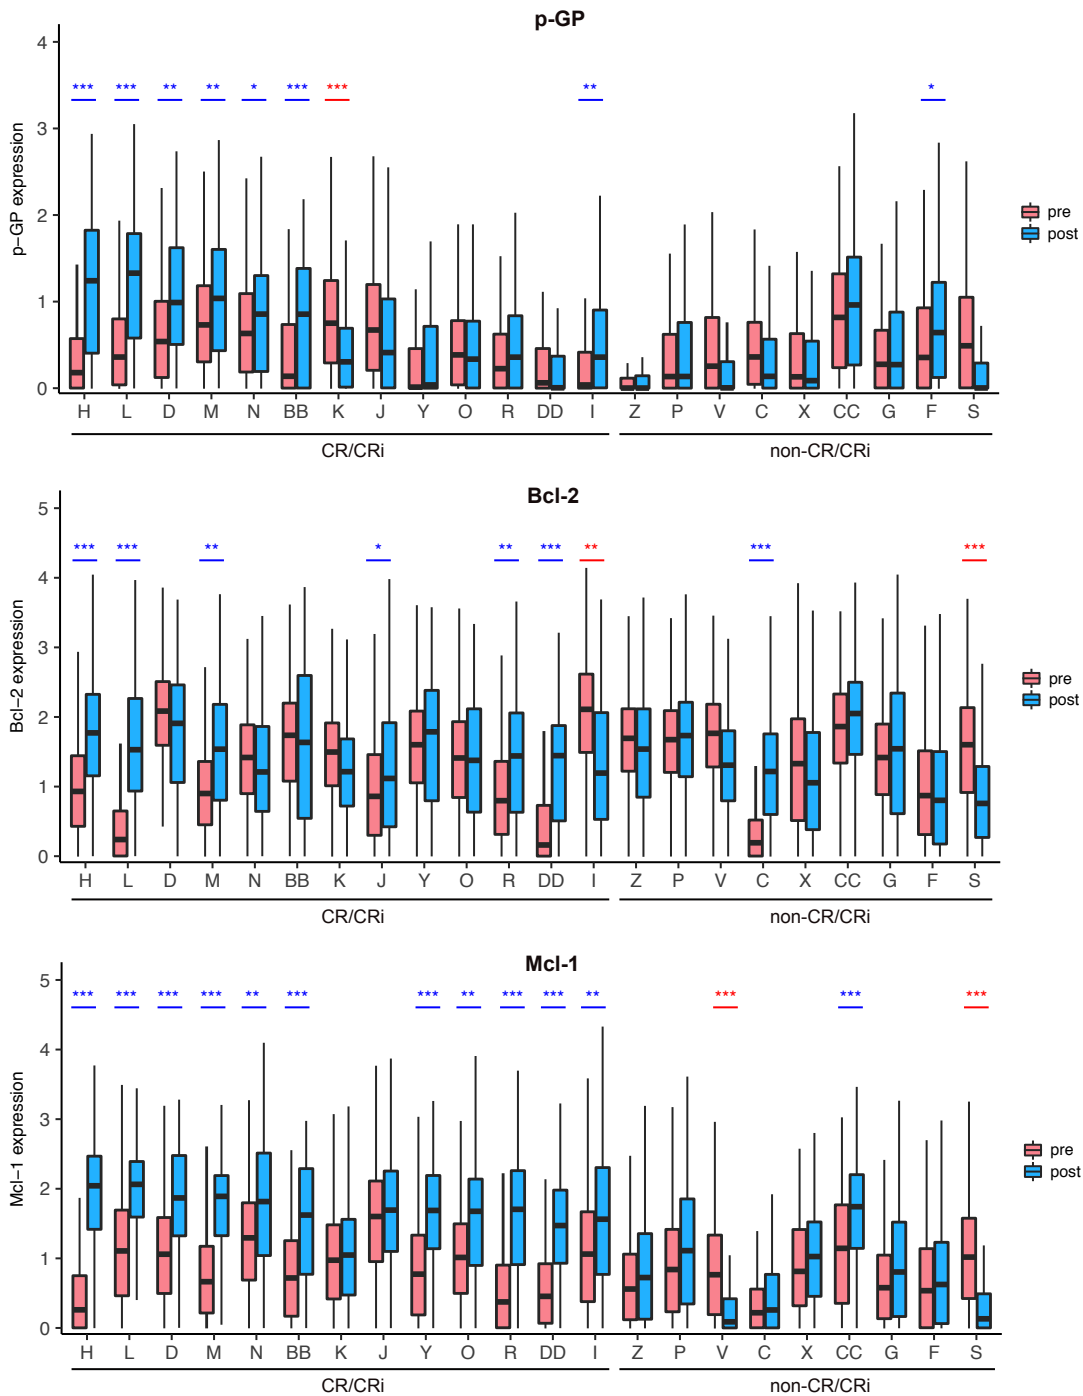 p-GP
4
*** *** ** ** * *** *** ** *
3
p-GP expression
2
pre
post
1
0
H L D M N BB K J Y O R DD I Z P V C X CC G F S
CR/CRi non-CR/CRi
Bcl-2
5
*** *** ** * ** *** ** *** ***
4
3
Bcl-2 expression
pre
post
2
1
0
H L D M N BB K J Y O R DD I Z P V C X CC G F S
CR/CRi non-CR/CRi
Mcl-1
5
*** *** *** *** ** *** *** ** *** *** ** *** *** ***
4
3
Mcl-1 expression
pre
post
2
1
0
H L D M N BB K J Y O R DD I Z P V C X CC G F S
CR/CRi non-CR/CRi